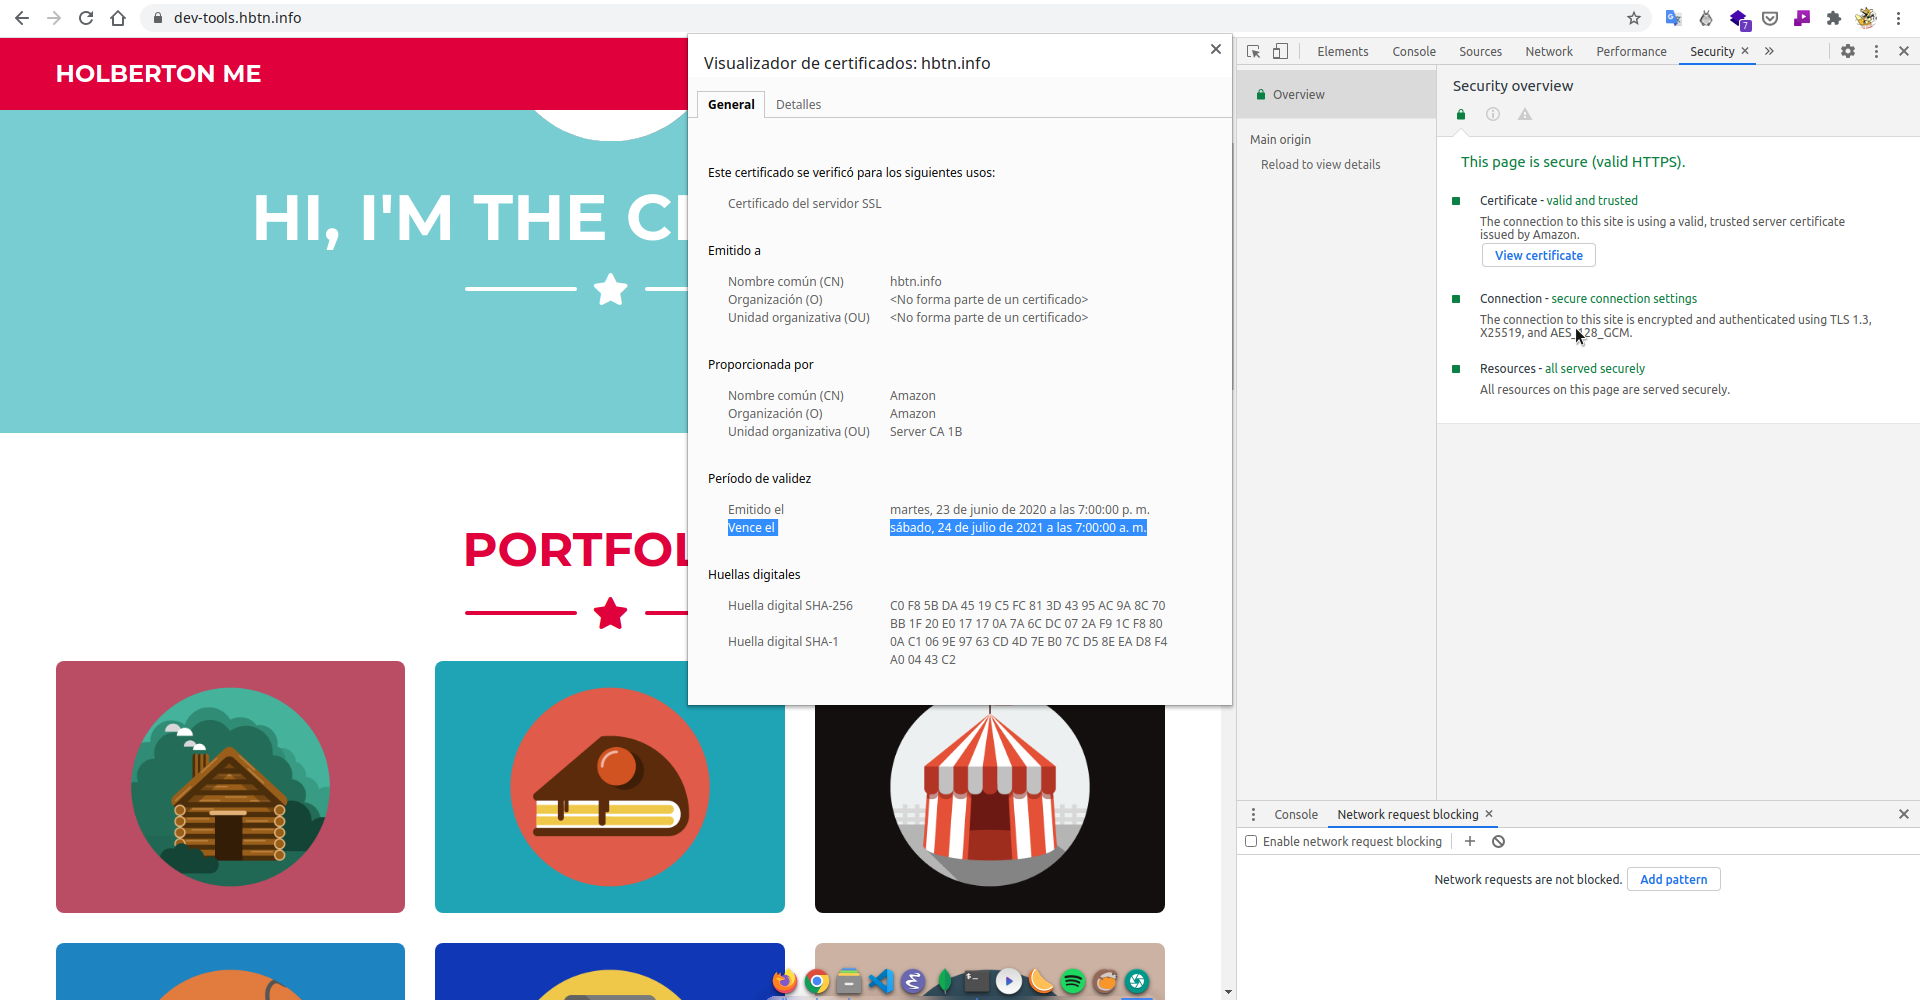 dev-tools.hbtn.info
7
HOLBERTON ME
HI, I'M THE C
PORTFOL
Visualizador de certificados: hbtn.info
General Detalles
Este certificado se verificó para los siguientes usos:
Certificado del servidor SSL
Emitido a
Nombre común (CN) hbtn.info
Organización (O) <No forma parte de un certificado>
Unidad organizativa (OU) <No forma parte de un certificado>
Proporcionada por
Nombre común (CN) Amazon
Organización (O) Amazon
Unidad organizativa (OU) Server CA 1B
Período de validez
Emitido el martes, 23 de junio de 2020 a las 7:00:00 p. m.
Vence el sábado, 24 de julio de 2021 a las 7:00:00 a. m.
Huellas digitales
Huella digital SHA-256 C0 F8 5B DA 45 19 C5 FC 81 3D 43 95 AC 9A 8C 70
BB 1F 20 E0 17 17 0A 7A 6C DC 07 2A F9 1C F8 80
Huella digital SHA-1 0A C1 06 9E 97 63 CD 4D 7E B0 7C D5 8E EA D8 F4
A0 04 43 C2
Elements Console Sources Network Performance Security
Overview
Main origin
Reload to view details
Security overview
This page is secure (valid HTTPS).
Certificate - valid and trusted
The connection to this site is using a valid, trusted server certificate
issued by Amazon.
View certificate
Connection - secure connection settings
The connection to this site is encrypted and authenticated using TLS 1.3,
X25519, and AES_128_GCM.
Resources - all served securely
All resources on this page are served securely.
Console Network request blocking
Enable network request blocking
Network requests are not blocked. Add pattern